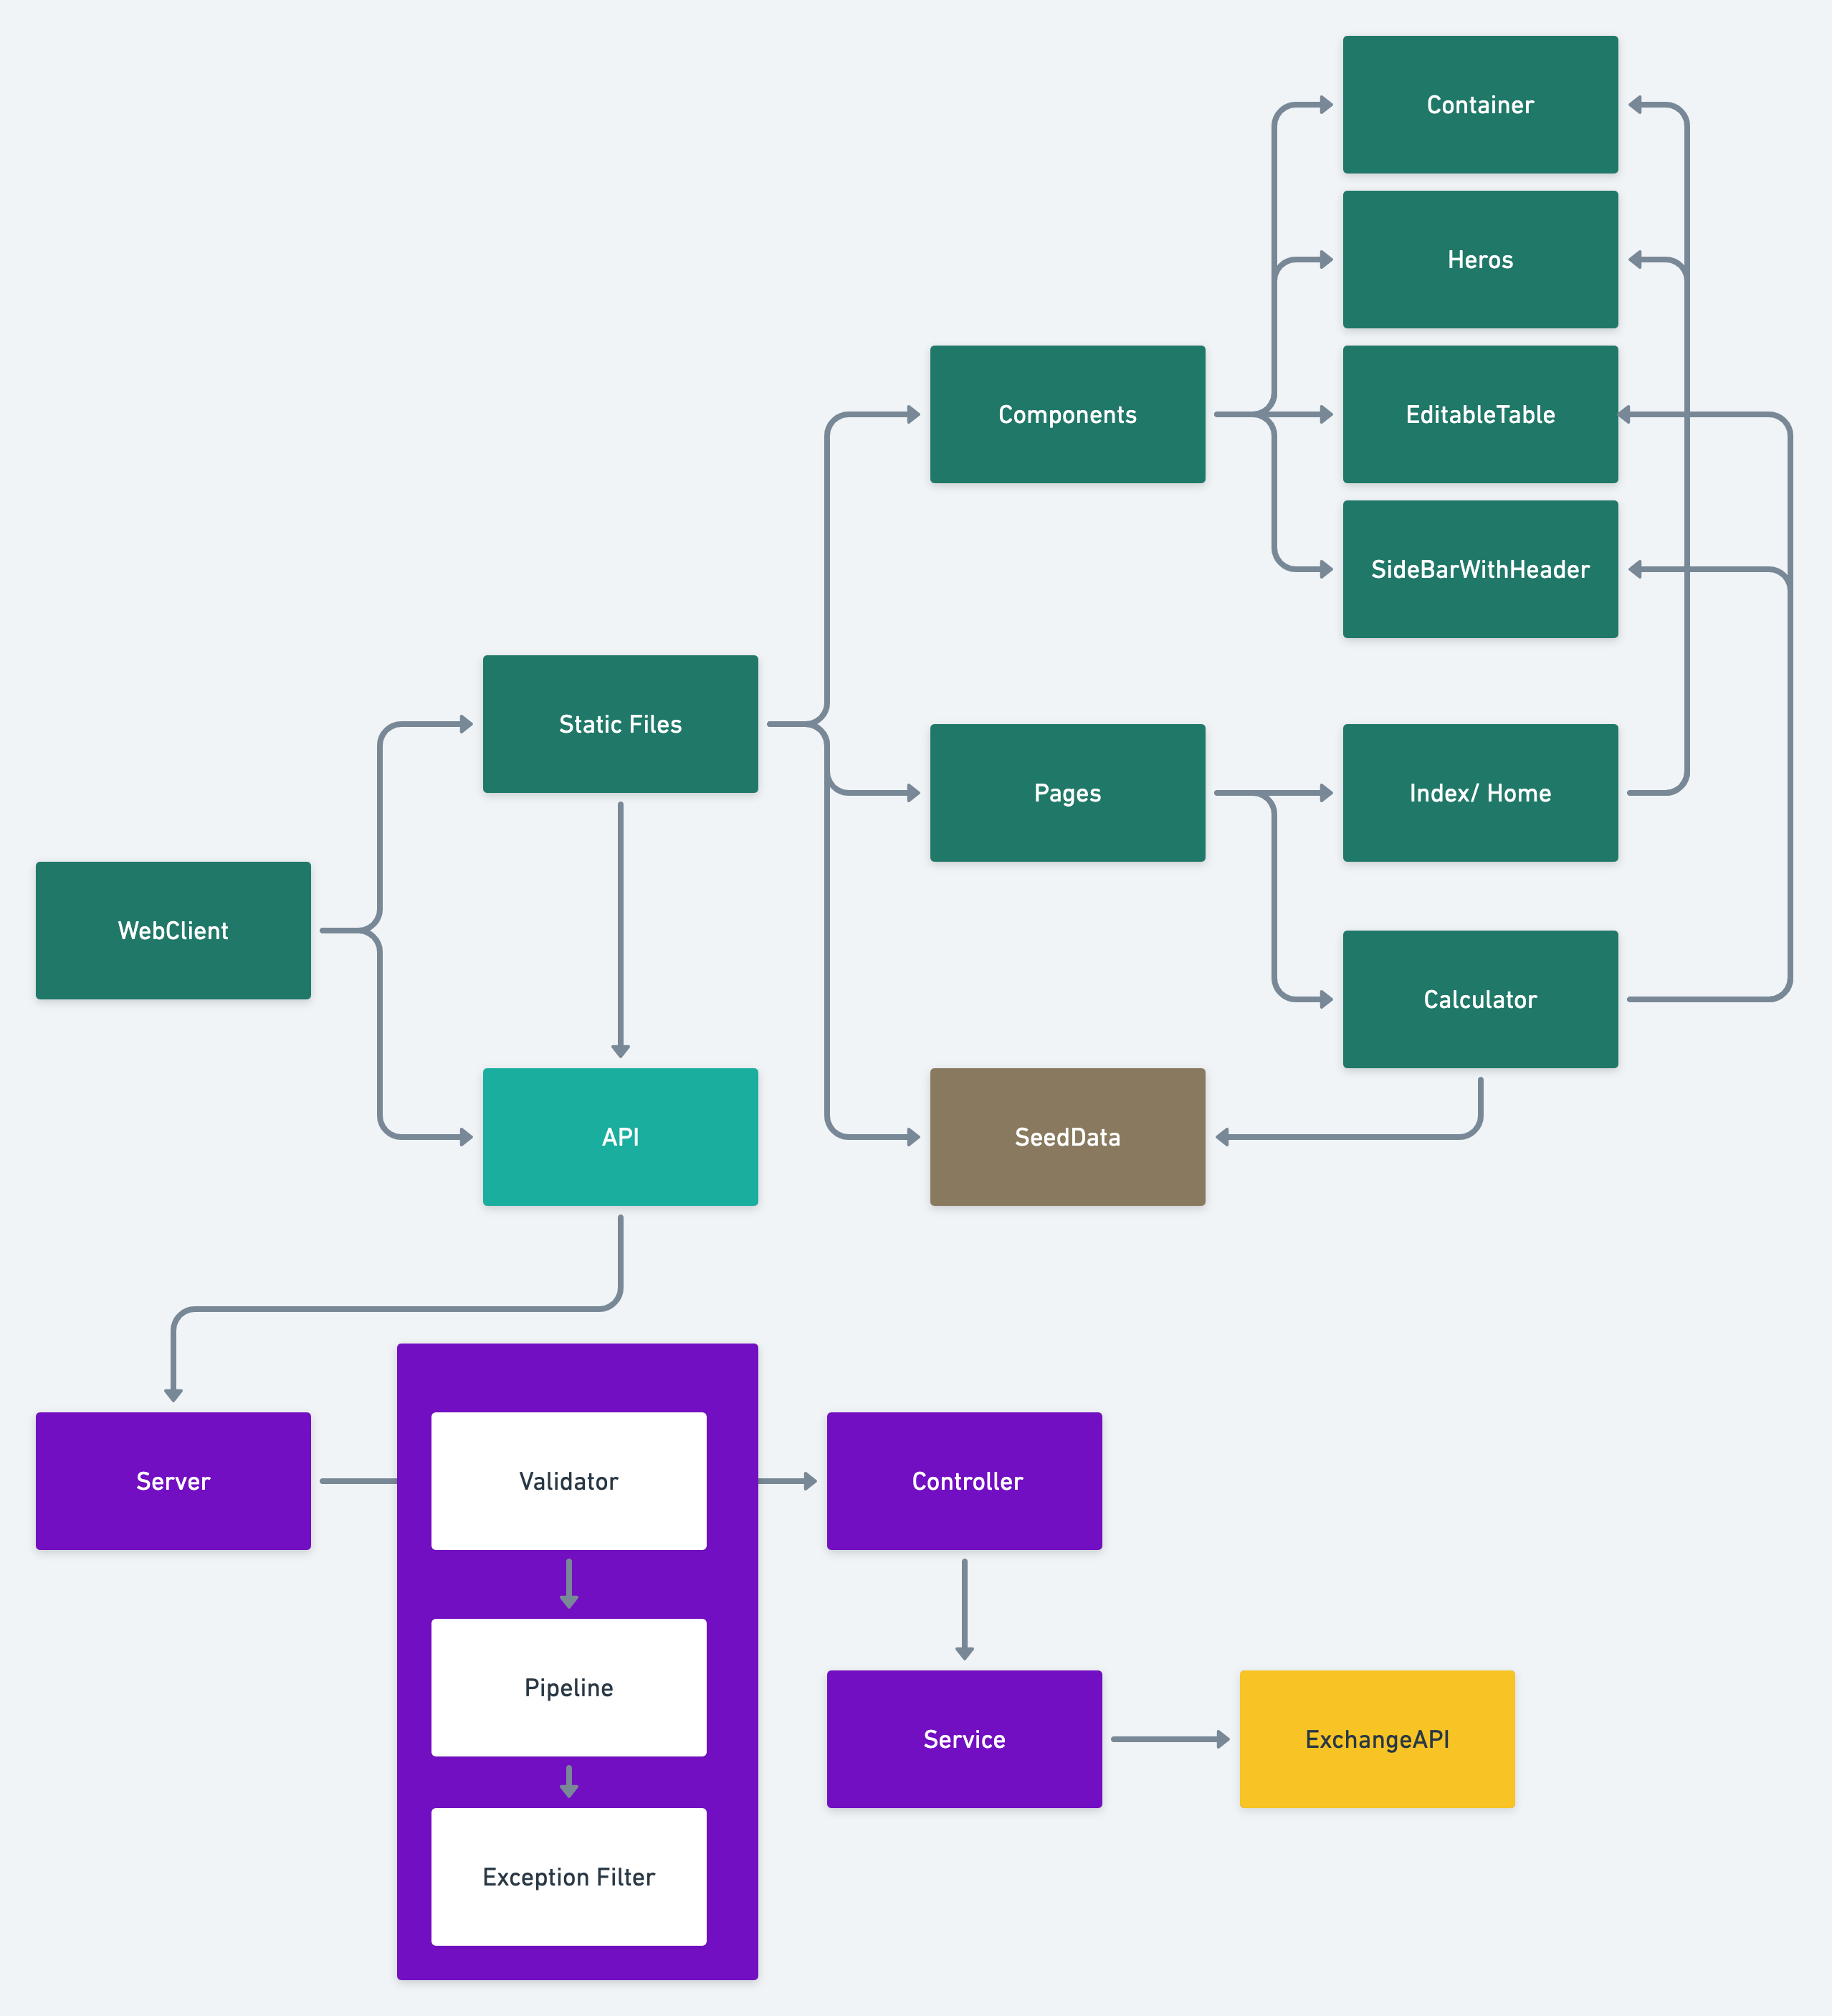 Container
Heros
Components
EditableTable
SideBarWithHeader
Static Files
Pages
Index/ Home
WebClient
Calculator
API
SeedData
Server
Validator
Controller
Pipeline
Service
ExchangeAPI
Exception Filter